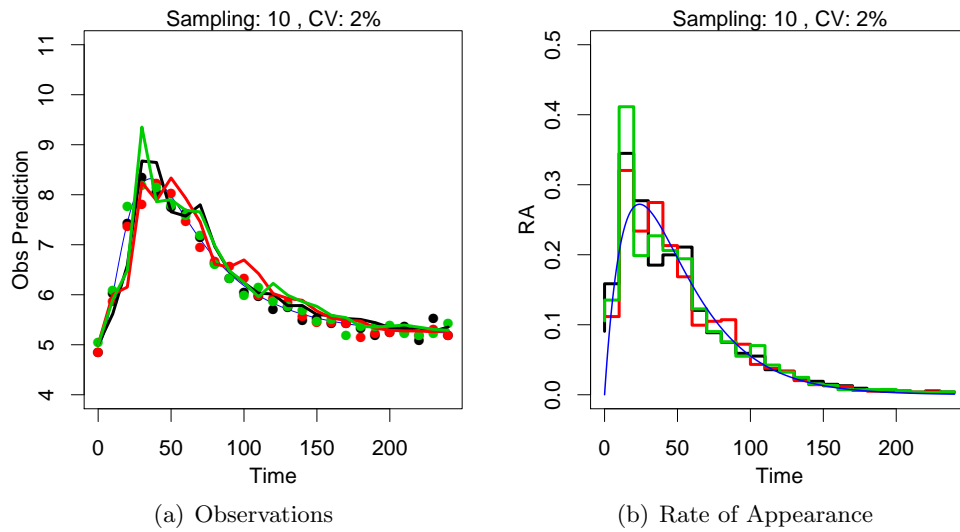 Sampling: 10 , CV: 2%
11
10
9
8
7
6
5
4
Obs Prediction
0 50 100 150 200
Time
(a) Observations
Sampling: 10 , CV: 2%
0.5
0.4
0.3
0.2
0.1
0.0
RA
0 50 100 150 200
Time
(b) Rate of Appearance